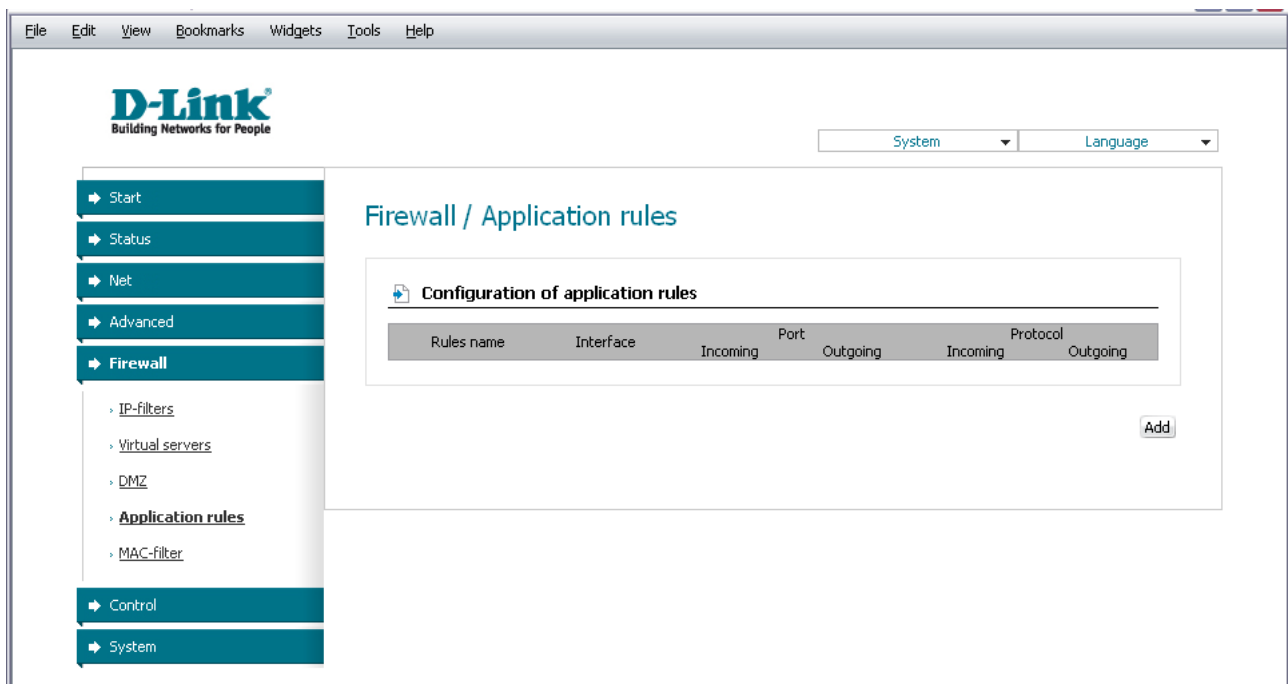 File Edit View Bookmarks Widgets Tools Help
D-Link®
Building Networks for People
System Language
Start
Status
Net
Advanced
Firewall
IP-filters
Virtual servers
DMZ
Application rules
MAC-filter
Control
System
Firewall / Application rules
Configuration of application rules
Rules name Interface Port Protocol
Incoming Outgoing Incoming Outgoing
Add